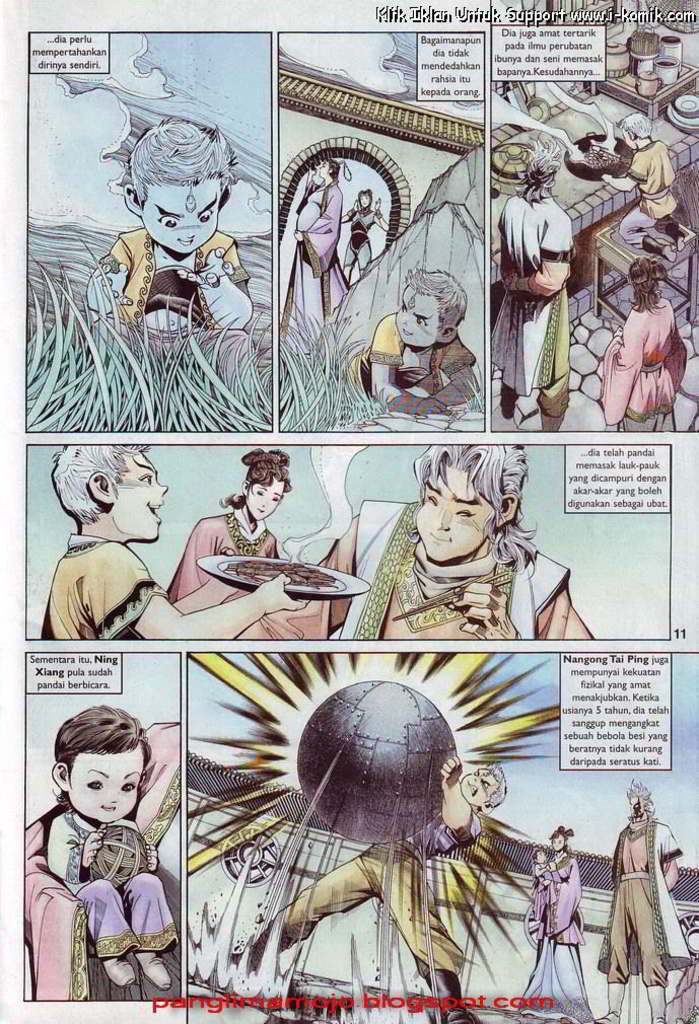 Klik Iklan Untuk Support www.i-komik.com
...dia perlu
mempertahankan
dirinya sendiri.
Bagaimanapun
dia tidak
mendedahkan
rahsia itu
kepada orang.
Dia juga amat tertarik
pada ilmu perubatan
ibunya dan seni memasak
bapanya.Kesudahannya...
...dia telah pandai
memasak lauk-pauk
yang dicampuri dengan
akar-akar yang boleh
digunakan sebagai ubat.
11
Sementara itu, Ning
Xiang pula sudah
pandai berbicara.
Nangong Tai Ping juga
mempunyai kekuatan
fizikal yang amat
menakjubkan. Ketika
usianya 5 tahun, dia telah
sanggup mengangkat
sebuah bebola besi yang
beratnya tidak kurang
daripada seratus kati.
panglimamojo.blogspot.com